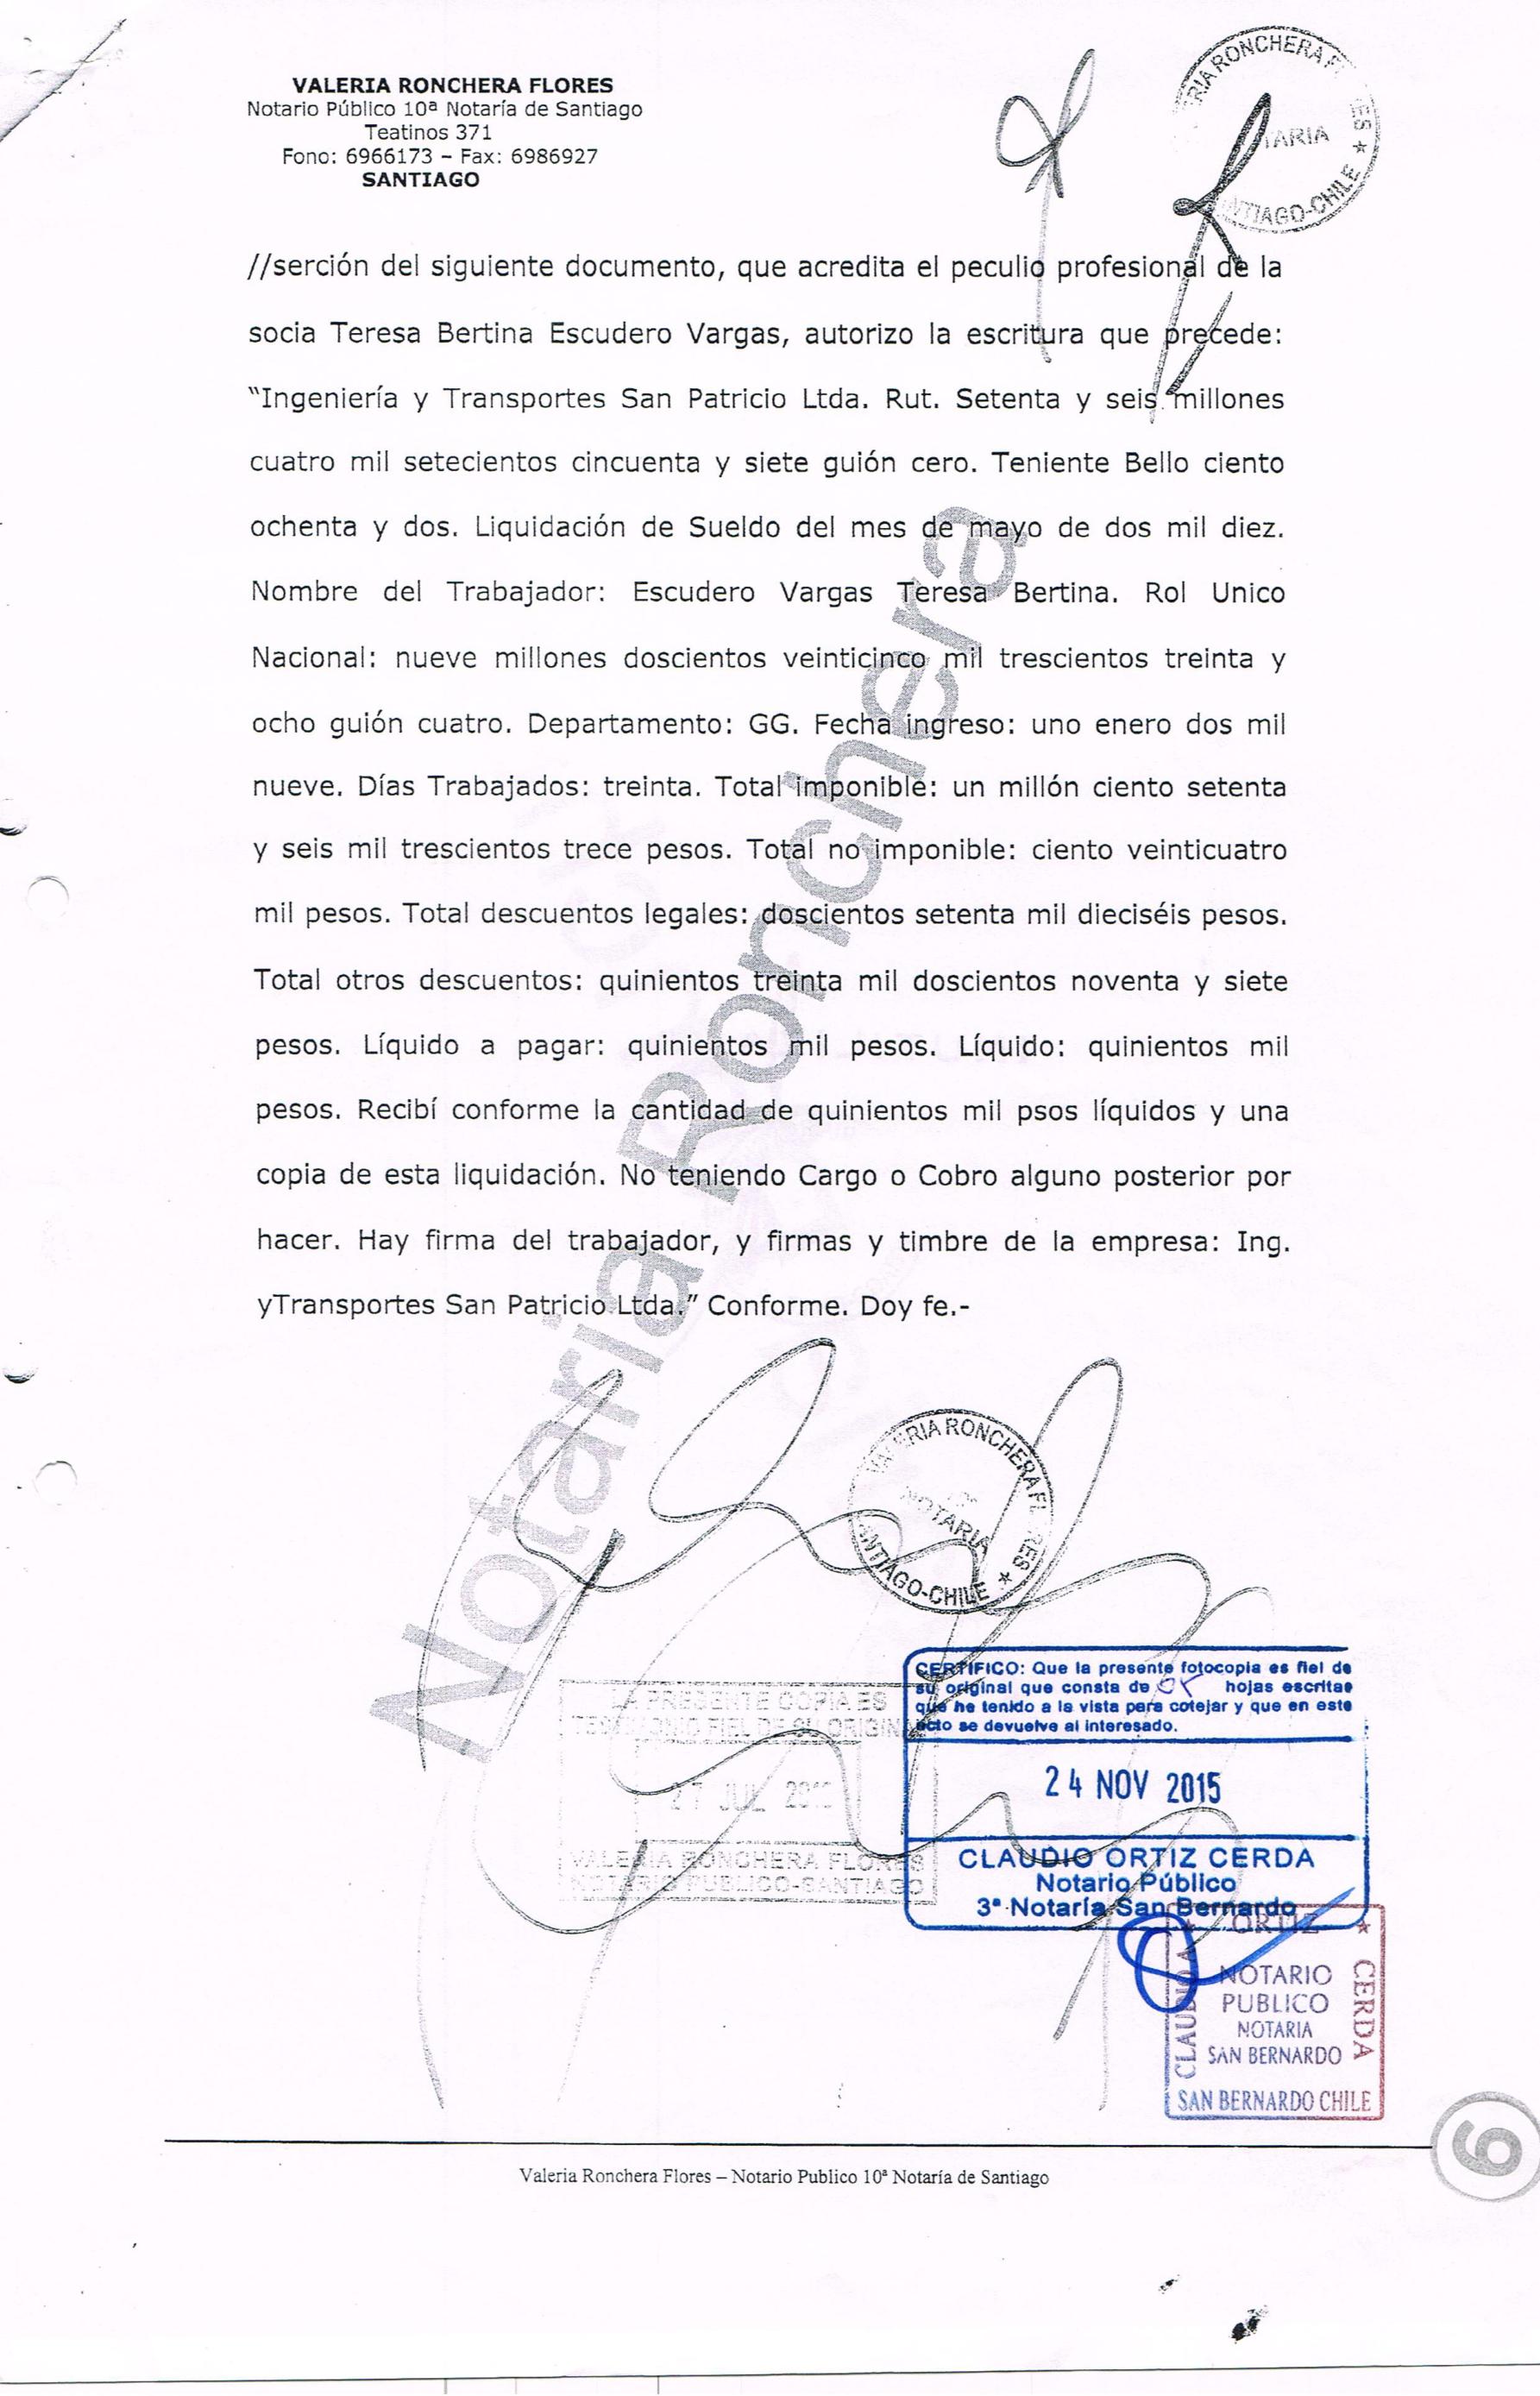 VALERIA RONCHERA FLORES
Notario Público 10ª Notaría de Santiago
Teatinos 371
Fono: 6966173 – Fax: 6986927
SANTIAGO
//serción del siguiente documento, que acredita el peculio profesional de la
socia Teresa Bertina Escudero Vargas, autorizo la escritura que precede:
“Ingeniería y Transportes San Patricio Ltda. Rut. Setenta y seis millones
cuatro mil setecientos cincuenta y siete guión cero. Teniente Bello ciento
ochenta y dos. Liquidación de Sueldo del mes de mayo de dos mil diez.
Nombre del Trabajador: Escudero Vargas Teresa Bertina. Rol Unico
Nacional: nueve millones doscientos veinticinco mil trescientos treinta y
ocho guión cuatro. Departamento: GG. Fecha ingreso: uno enero dos mil
nueve. Días Trabajados: treinta. Total imponible: un millón ciento setenta
y seis mil trescientos trece pesos. Total no imponible: ciento veinticuatro
mil pesos. Total descuentos legales: doscientos setenta mil dieciséis pesos.
Total otros descuentos: quinientos treinta mil doscientos noventa y siete
pesos. Líquido a pagar: quinientos mil pesos. Líquido: quinientos mil
pesos. Recibí conforme la cantidad de quinientos mil psos líquidos y una
copia de esta liquidación. No teniendo Cargo o Cobro alguno posterior por
hacer. Hay firma del trabajador, y firmas y timbre de la empresa: Ing.
yTransportes San Patricio Ltda.” Conforme. Doy fe.-
Notaria Ronchera
VALERIA RONCHERA FL RES
NOTARIA
NTIAGO-CHILE ★
LA PRESENTE COPIA ES
TESTIMONIO FIEL DE SU ORIGIN
27 JUL
VALERIA RONCHERA FLORES
NOTARIO PUBLICO-SANTIAGO
CERTIFICO: Que la presente fotocopia es fiel de
su original que consta de hojas escritas
que he tenido a la vista para cotejar y que en este
acto se devuelve al interesado.
24 NOV 2015
CLAUDIO ORTIZ CERDA
Notario Público
3ª Notaría San Bernardo
CLAUDIO A ★ ORTIZ ★ CERDA
NOTARIO
PUBLICO
NOTARIA
SAN BERNARDO
SAN BERNARDO CHILE
Valeria Ronchera Flores – Notario Publico 10ª Notaría de Santiago